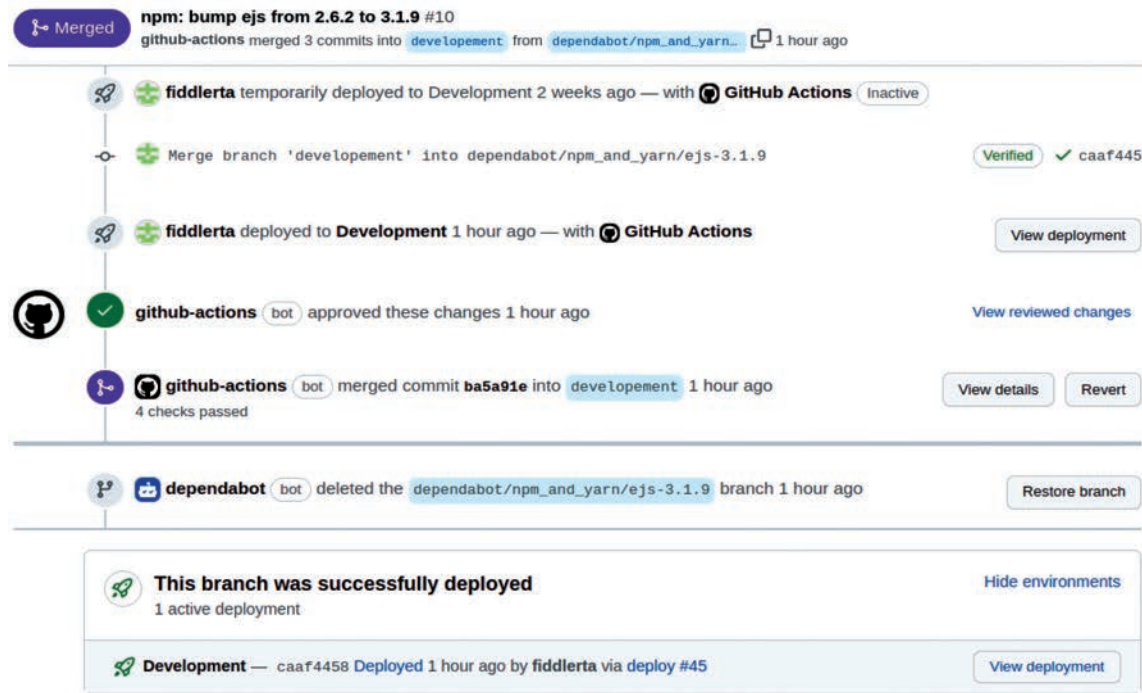 Merged
npm: bump ejs from 2.6.2 to 3.1.9 #10
github-actions merged 3 commits into developement from dependabot/npm_and_yarn… 1 hour ago
fiddlerta temporarily deployed to Development 2 weeks ago — with GitHub Actions Inactive
Merge branch 'developement' into dependabot/npm_and_yarn/ejs-3.1.9 Verified caaf445
fiddlerta deployed to Development 1 hour ago — with GitHub Actions View deployment
github-actions bot approved these changes 1 hour ago View reviewed changes
github-actions bot merged commit ba5a91e into developement 1 hour ago View details Revert
4 checks passed
dependabot bot deleted the dependabot/npm_and_yarn/ejs-3.1.9 branch 1 hour ago Restore branch
This branch was successfully deployed Hide environments
1 active deployment
Development — caaf4458 Deployed 1 hour ago by fiddlerta via deploy #45 View deployment